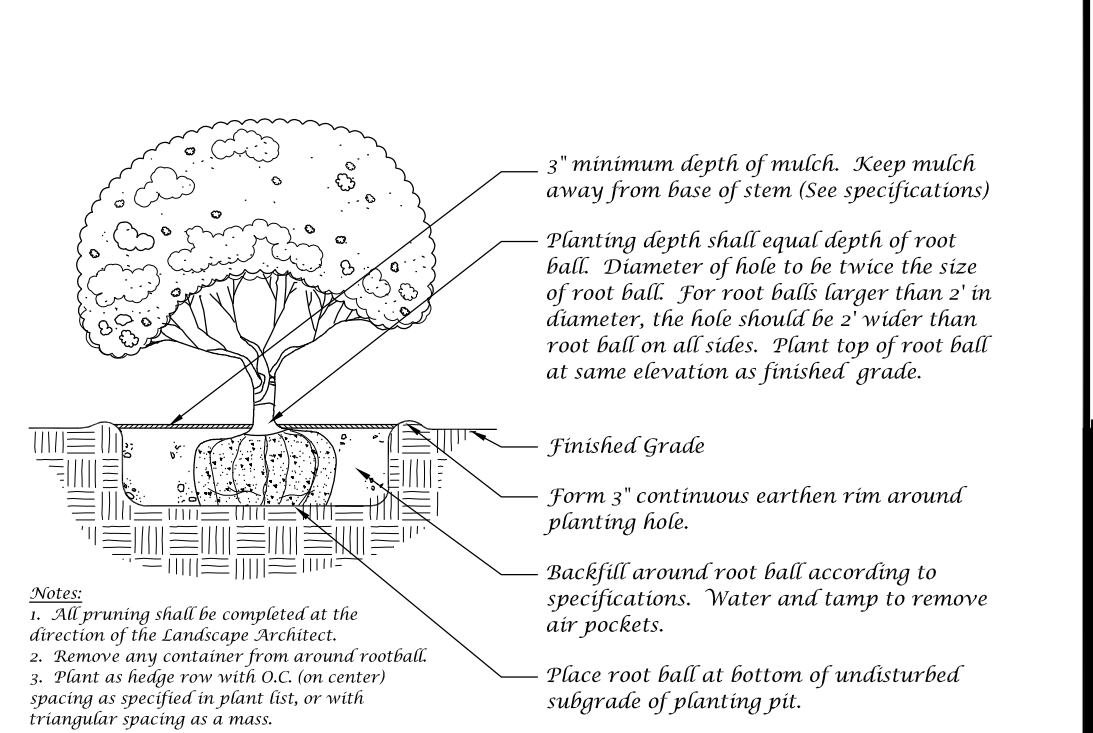 3" minimum depth of mulch.  Keep mulch
away from base of stem (See specifications)
Planting depth shall equal depth of root
ball.  Diameter of hole to be twice the size
of root ball.  For root balls larger than 2' in
diameter, the hole should be 2' wider than
root ball on all sides.  Plant top of root ball
at same elevation as finished  grade.
Finished Grade
Form 3" continuous earthen rim around
planting hole.
Backfill around root ball according to
specifications.  Water and tamp to remove
air pockets.
Place root ball at bottom of undisturbed
subgrade of planting pit.
Notes:
1.  All pruning shall be completed at the
direction of the Landscape Architect.
2.  Remove any container from around rootball.
3.  Plant as hedge row with O.C. (on center)
spacing as specified in plant list, or with
triangular spacing as a mass.